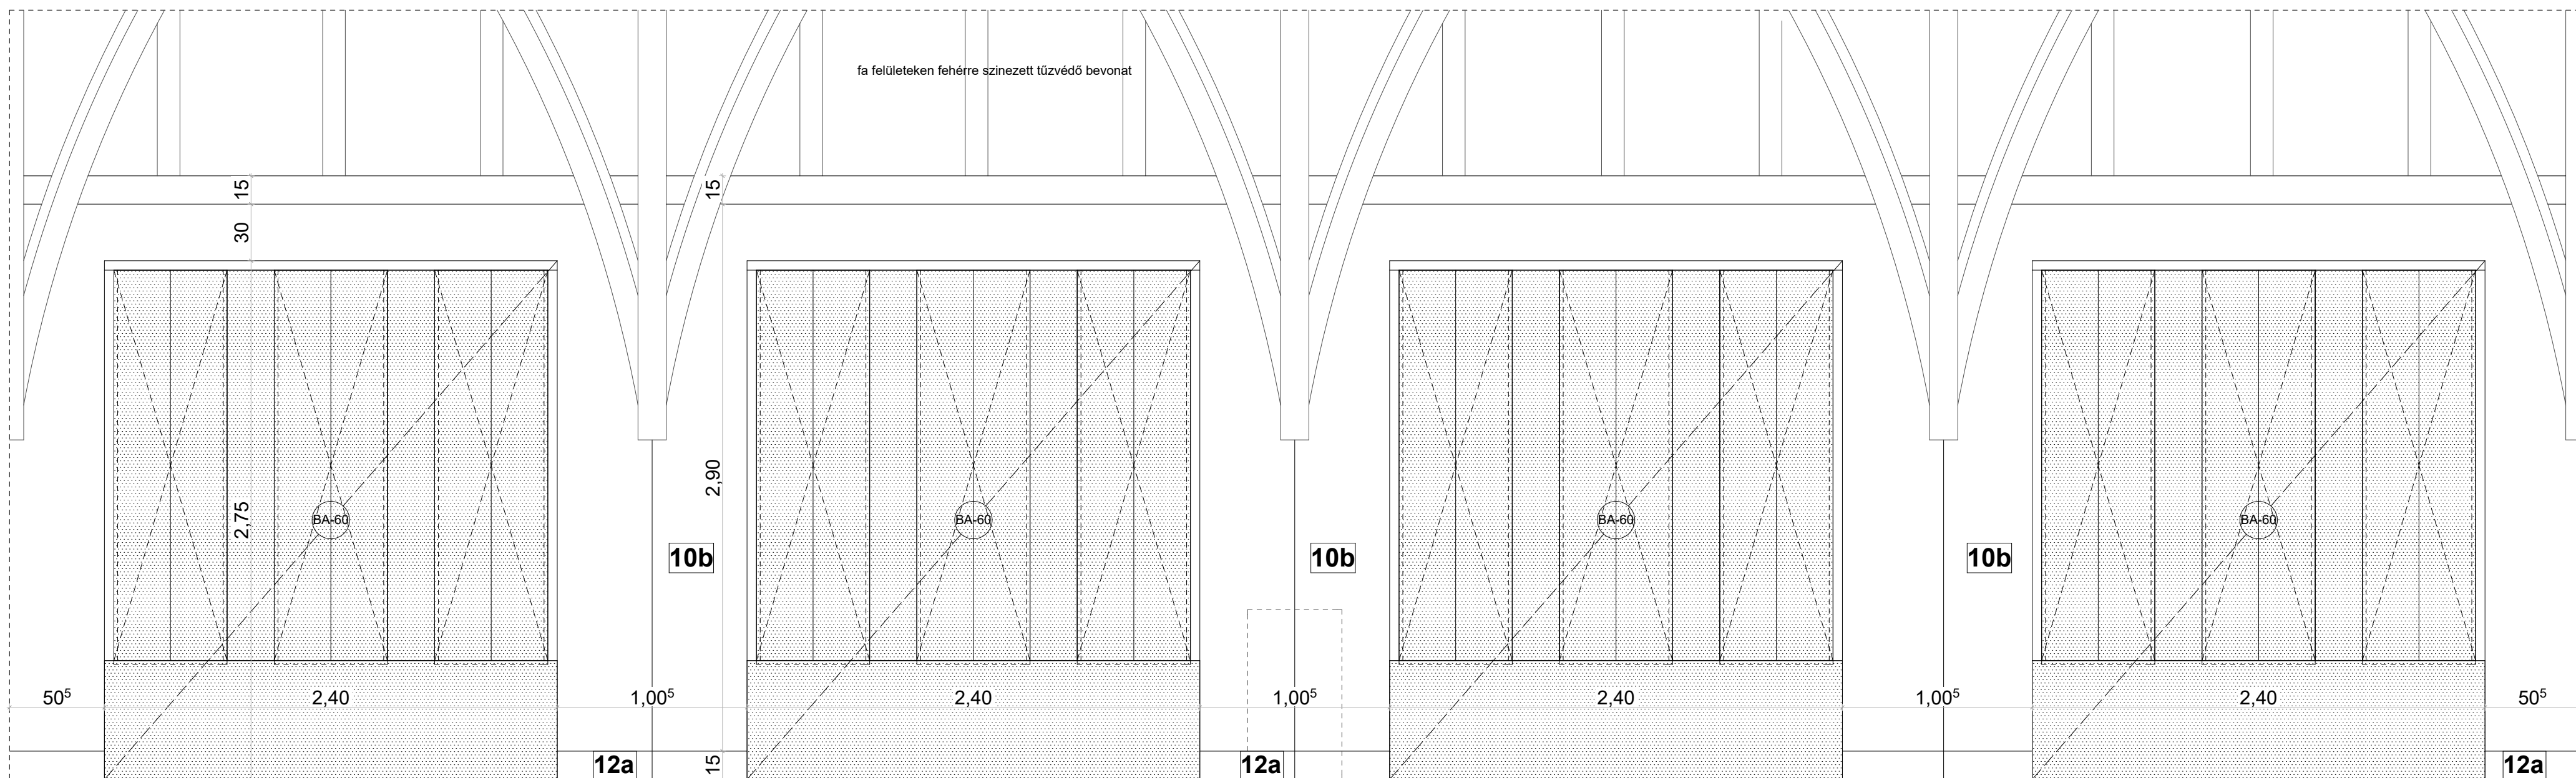 fa felületeken fehérre szinezett tűzvédő bevonat
15
15
30
2,90
2,75
BA-60
BA-60
BA-60
BA-60
10b
10b
10b
50⁵
2,40
1,00⁵
2,40
1,00⁵
2,40
1,00⁵
2,40
50⁵
12a
15
12a
12a